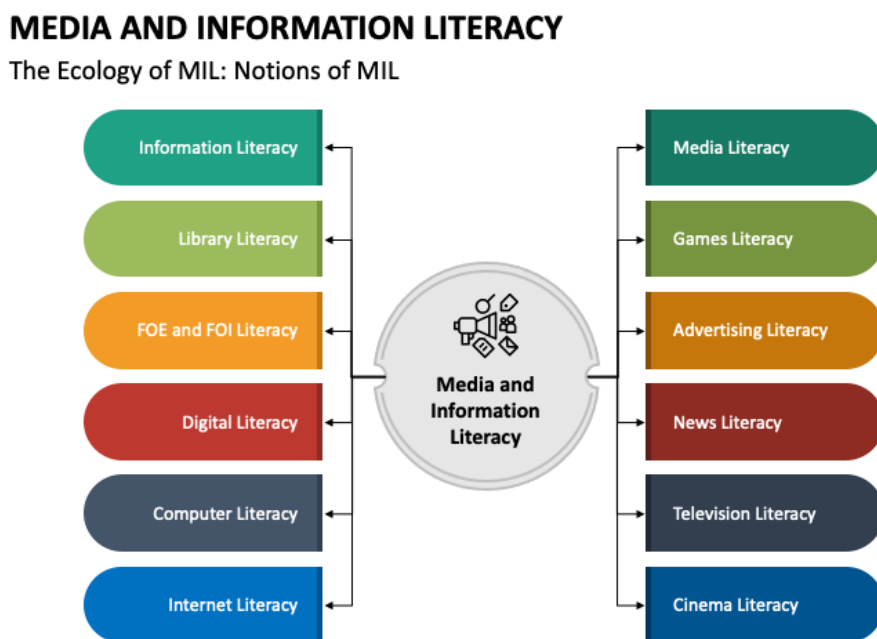 MEDIA AND INFORMATION LITERACY
The Ecology of MIL: Notions of MIL
Information Literacy
Library Literacy
FOE and FOI Literacy
Digital Literacy
Computer Literacy
Internet Literacy
Media and
Information
Literacy
Media Literacy
Games Literacy
Advertising Literacy
News Literacy
Television Literacy
Cinema Literacy